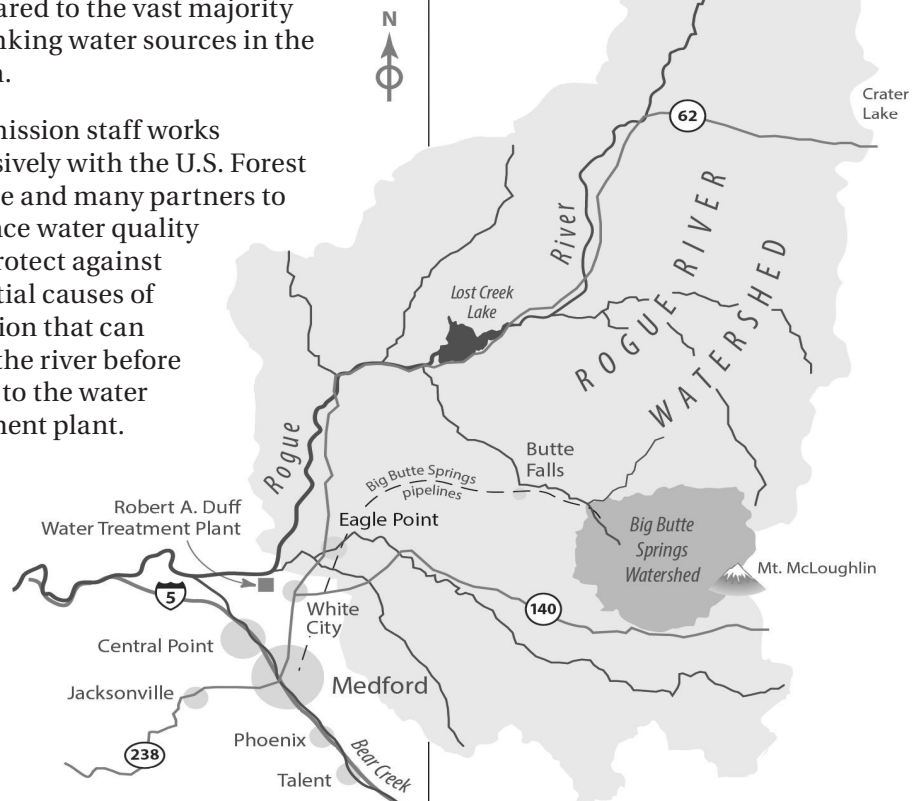 ared to the vast majority
nking water sources in the
mission staff works
sively with the U.S. Forest
e and many partners to
nce water quality
rotect against
tial causes of
ion that can
the river before
to the water
ment plant.
N
Crater
Lake
62
River
Lost Creek
Lake
ROGUE RIVER
WATERSHED
Rogue
Butte
Falls
Big Butte Springs
pipelines
Robert A. Duff
Water Treatment Plant
Eagle Point
Big Butte
Springs
Watershed
Mt. McLoughlin
5
White
City
140
Central Point
Jacksonville
Medford
238
Phoenix
Bear Creek
Talent